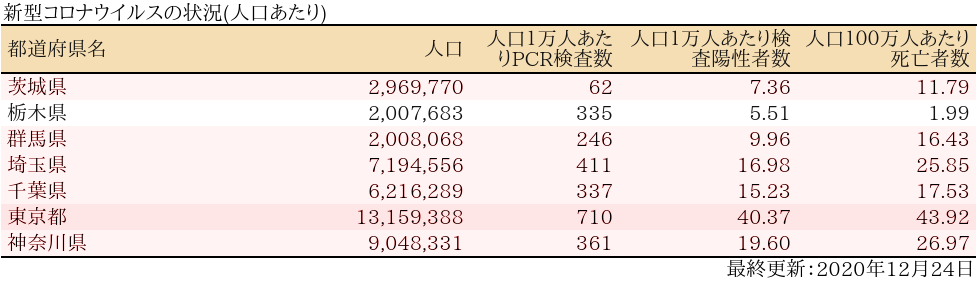 新型コロナウイルスの状況(人口あたり)
都道府県名 人口 人口1万人あたりPCR検査数 人口1万人あたり検査陽性者数 人口100万人あたり死亡者数
茨城県 2,969,770 62 7.36 11.79
栃木県 2,007,683 335 5.51 1.99
群馬県 2,008,068 246 9.96 16.43
埼玉県 7,194,556 411 16.98 25.85
千葉県 6,216,289 337 15.23 17.53
東京都 13,159,388 710 40.37 43.92
神奈川県 9,048,331 361 19.60 26.97
最終更新：2020年12月24日